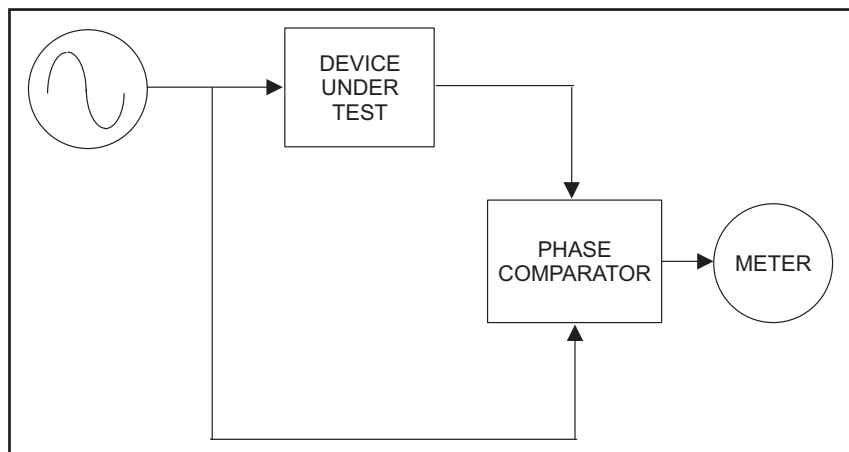 DEVICE
UNDER
TEST
PHASE
COMPARATOR
METER